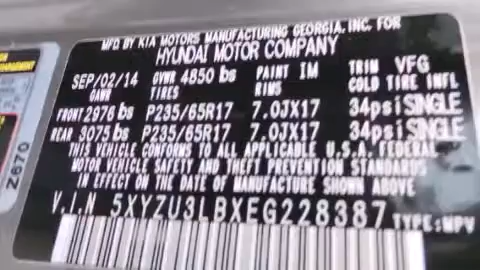 MFD BY KIA MOTORS MANUFACTURING GEORGIA, INC. FOR
HYUNDAI MOTOR COMPANY
SEP/02/14 GVWR 4850 lbs PAINT IM TRIM VFG
GAWR TIRES RIMS COLD TIRE INFL
FRONT 2976 lbs P235/65R17 7.0JX17 34psi SINGLE
REAR 3075 lbs P235/65R17 7.0JX17 34psi SINGLE
THIS VEHICLE CONFORMS TO ALL APPLICABLE U.S.A. FEDERAL
MOTOR VEHICLE SAFETY AND THEFT PREVENTION STANDARDS
IN EFFECT ON THE DATE OF MANUFACTURE SHOWN ABOVE
V.I.N 5XYZU3LBXEG228387 TYPE: MPV
Z670